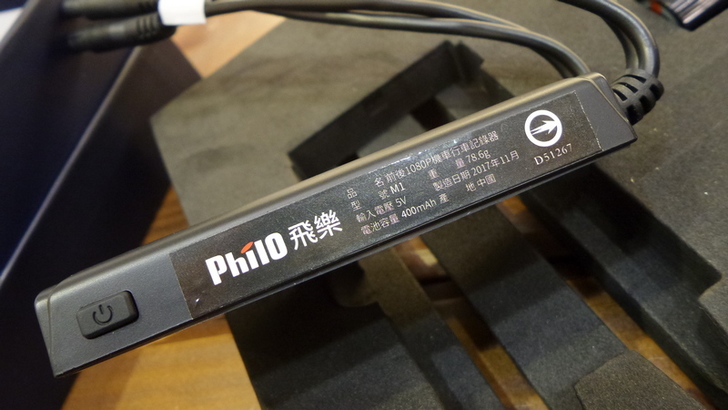 Philo 飛樂
品 名 前後1080P機車行車記錄器
型 號 M1 重 量 78.6g
輸入電壓 5V 製造日期 2017年11月
電池容量 400mAh 產 地 中國
D51267